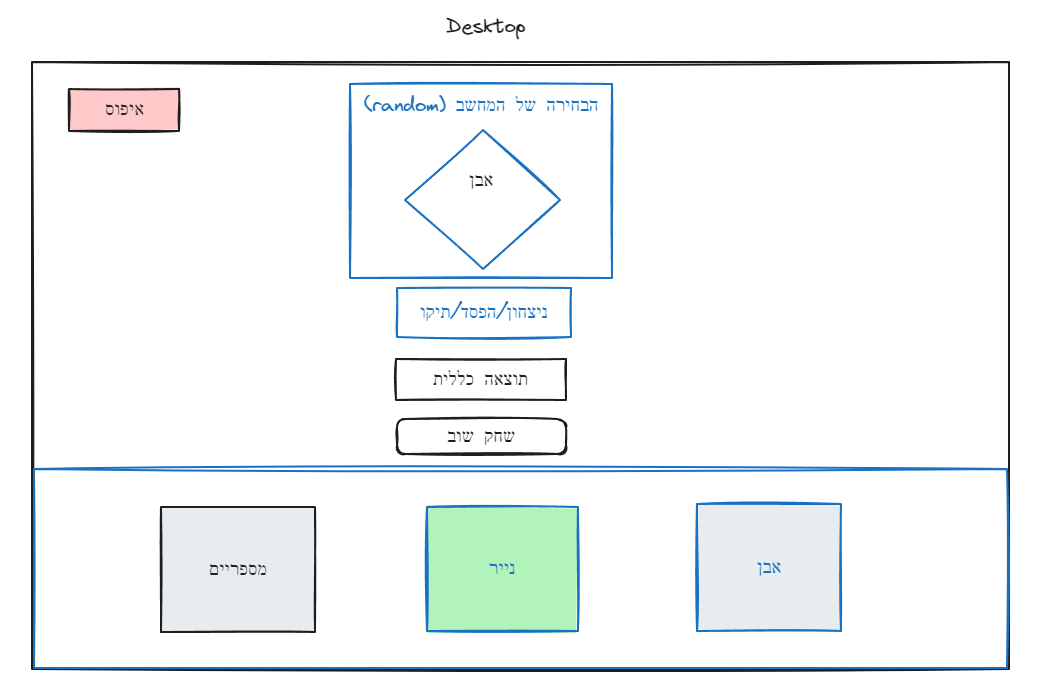 Desktop
איפוס
הבחירה של המחשב (random)
אבן
ניצחון/הפסד/תיקו
תוצאה כללית
שחק שוב
אבן
נייר
מספריים